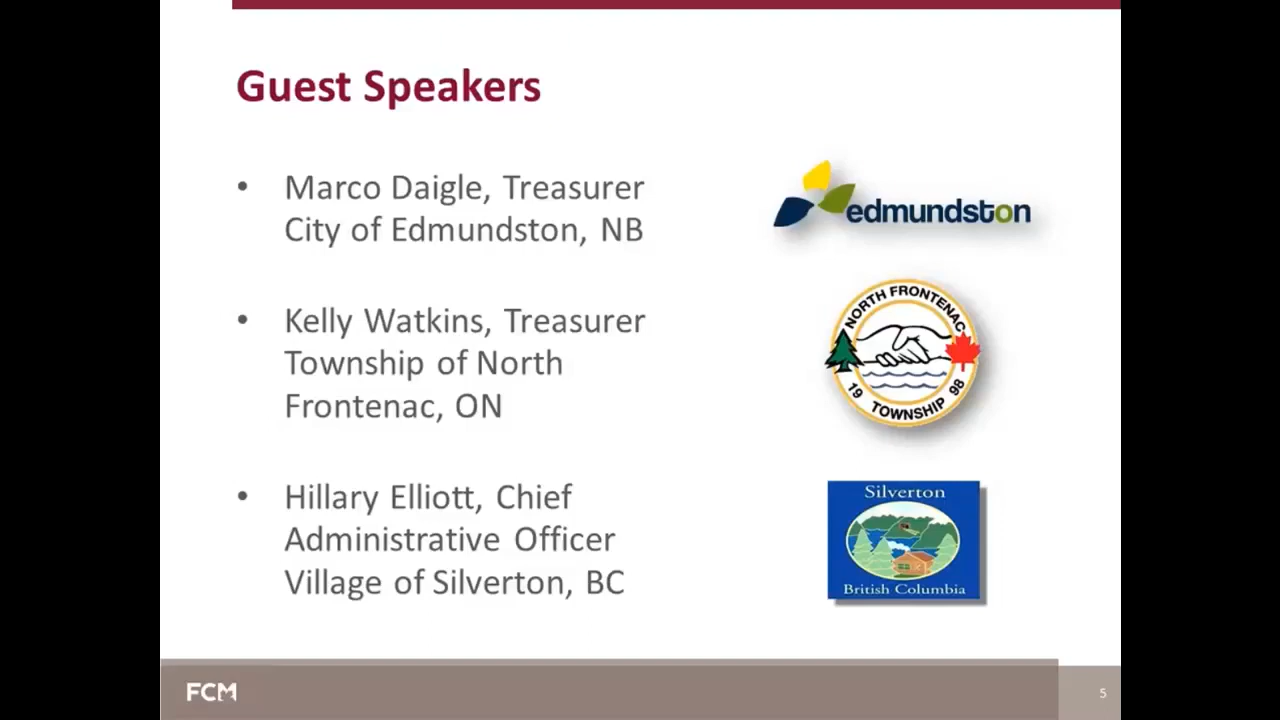 Guest Speakers
• Marco Daigle, Treasurer
City of Edmundston, NB
edmundston
• Kelly Watkins, Treasurer
Township of North
Frontenac, ON
NORTH FRONTENAC
19 TOWNSHIP 98
• Hillary Elliott, Chief
Administrative Officer
Village of Silverton, BC
Silverton
British Columbia
FCM
5